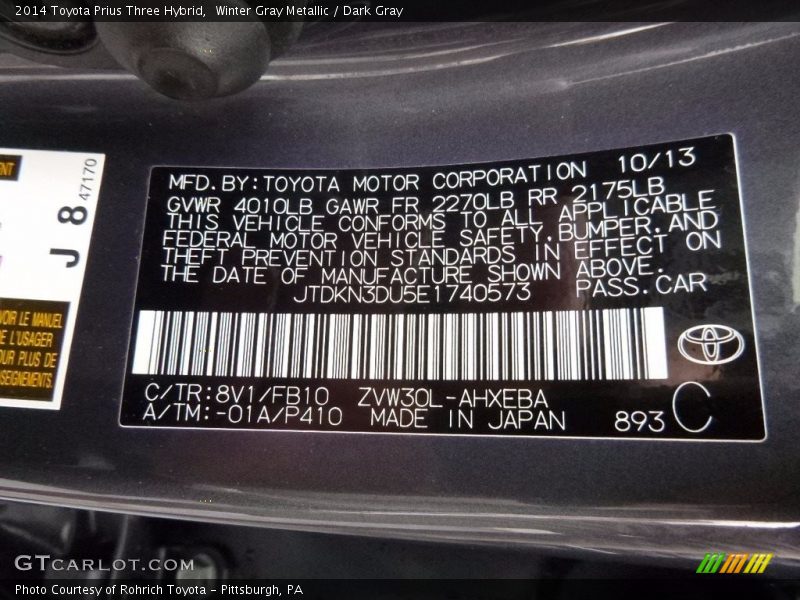 2014 Toyota Prius Three Hybrid,  Winter Gray Metallic / Dark Gray
ENT
J 8 47170
VOIR LE MANUEL
DE L'USAGER
POUR PLUS DE
RENSEIGNEMENTS.
MFD.BY:TOYOTA MOTOR CORPORATION 10/13
GVWR 4010LB GAWR FR 2270LB RR 2175LB
THIS VEHICLE CONFORMS TO ALL APPLICABLE
FEDERAL MOTOR VEHICLE SAFETY,BUMPER,AND
THEFT PREVENTION STANDARDS IN EFFECT ON
THE DATE OF MANUFACTURE SHOWN ABOVE.
JTDKN3DU5E1740573 PASS.CAR
C/TR:8V1/FB10 ZVW30L-AHXEBA
A/TM:-01A/P410 MADE IN JAPAN 893 C
GTCARLOT.COM
Photo Courtesy of Rohrich Toyota - Pittsburgh, PA